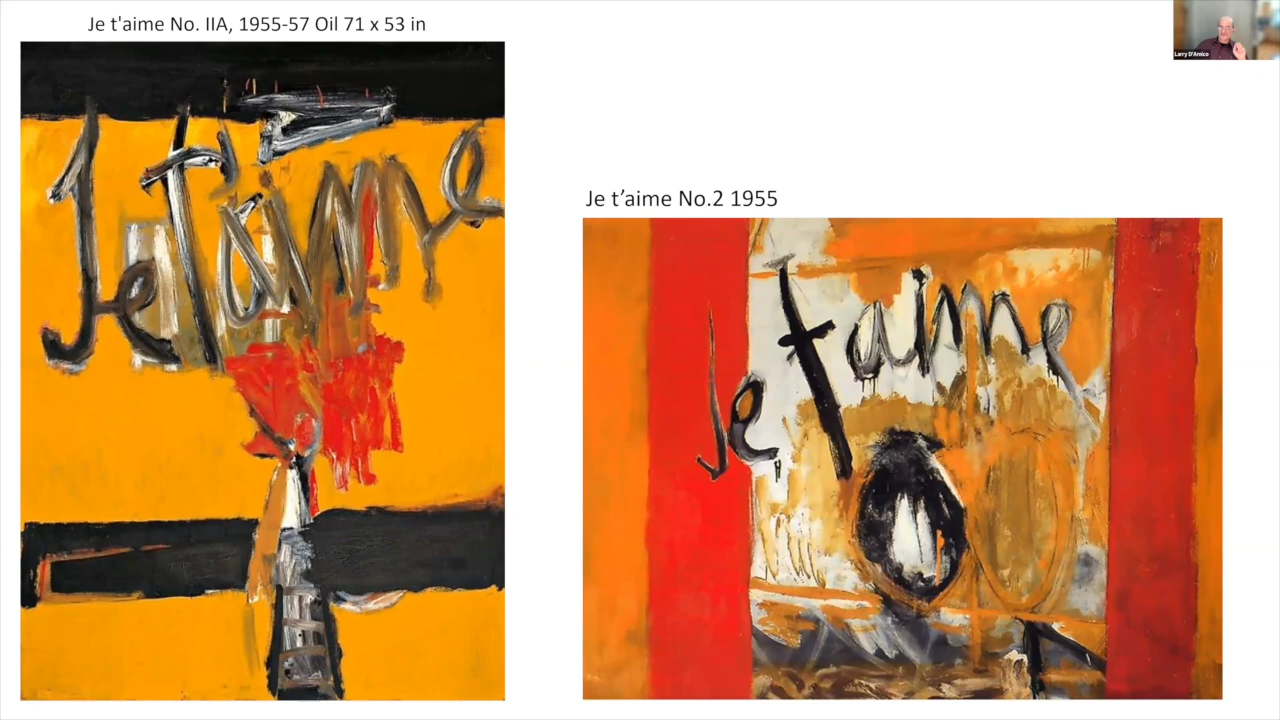 Je t'aime No. IIA, 1955-57 Oil 71 x 53 in
Larry D'Amico
Je t'aime
Je t’aime No.2 1955
Je t'aime